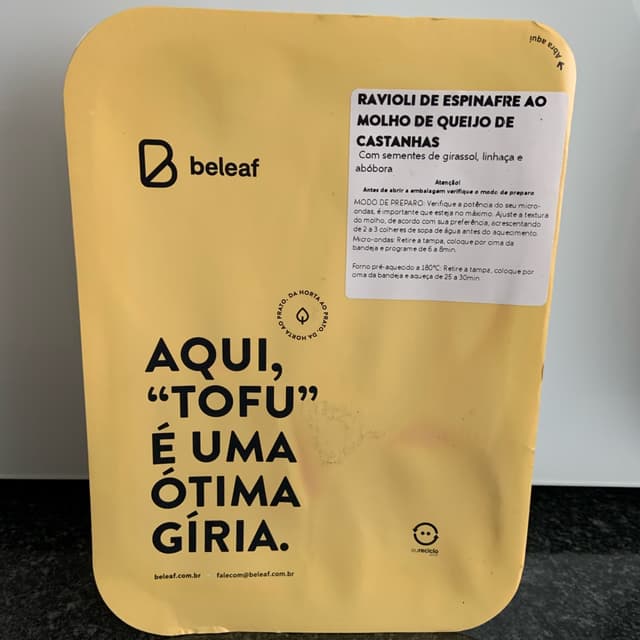 Abra aqui
RAVIOLI DE ESPINAFRE AO
MOLHO DE QUEIJO DE
CASTANHAS
Com sementes de girassol, linhaça e
abóbora
Atenção!
Antes de abrir a embalagem verifique o modo de preparo
MODO DE PREPARO: Verifique a potência do seu micro-
ondas, é importante que esteja no máximo. Ajuste a textura
do molho, de acordo com sua preferência, acrescentando
de 2 a 3 colheres de sopa de água antes do aquecimento.
Micro-ondas: Retire a tampa, coloque por cima da
bandeja e programe de 6 a 8min.
Forno pré-aquecido a 180°C: Retire a tampa, coloque por
cima da bandeja e aqueça de 25 a 30min.
beleaf
DA HORTA AO PRATO. DA HORTA AO PRATO.
AQUI,
“TOFU”
É UMA
ÓTIMA
GÍRIA.
eureciclo
beleaf.com.br
falecom@beleaf.com.br